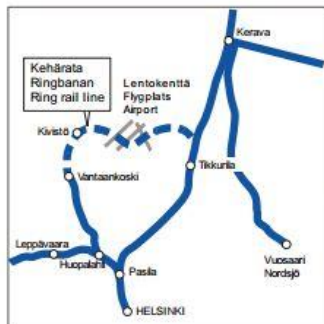 Kerava
Kehärata
Ringbanan
Ring rail line
Lentokenttä
Flygplats
Airport
Kivistö
Tikkurila
Vantaankoski
Leppävaara
Huopalahti
Pasila
Vuosaari
Nordsjö
HELSINKI